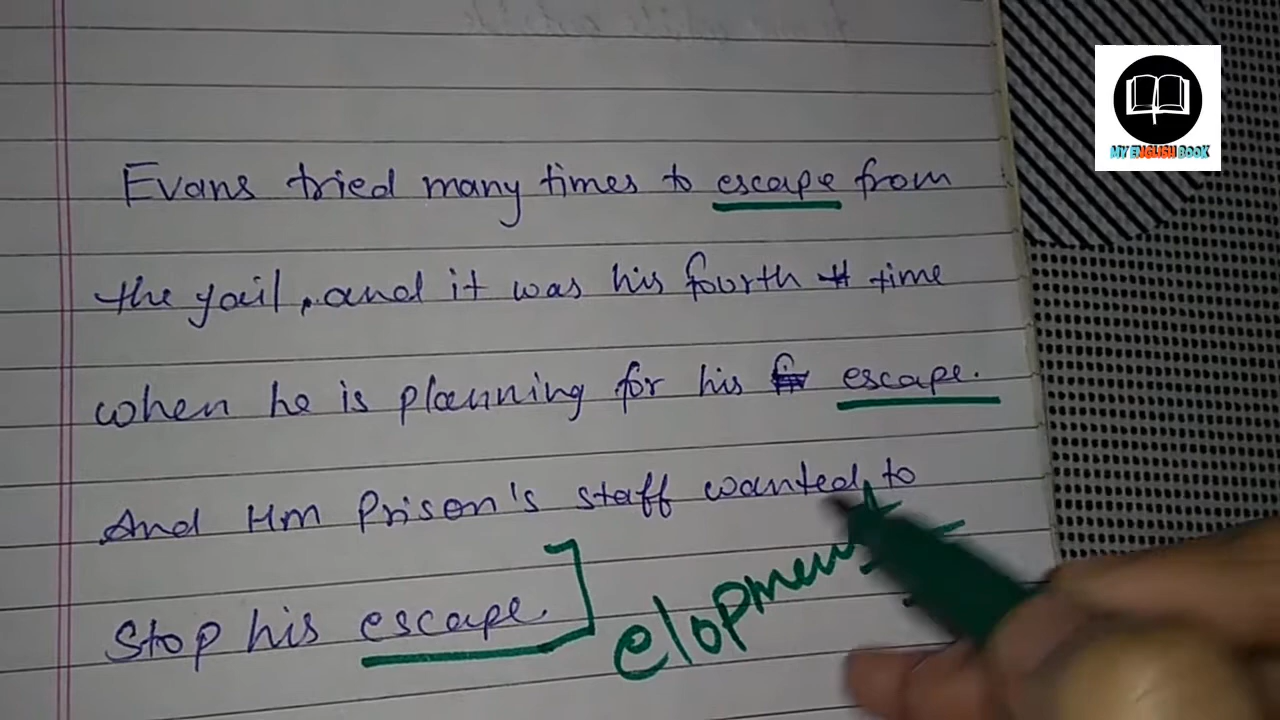 MY ENGLISH BOOK
Evans tried many times to escape from
the jail, and it was his fourth time
when he is planning for his escape.
And HM Prison's staff wanted to
Stop his escape.
elopment